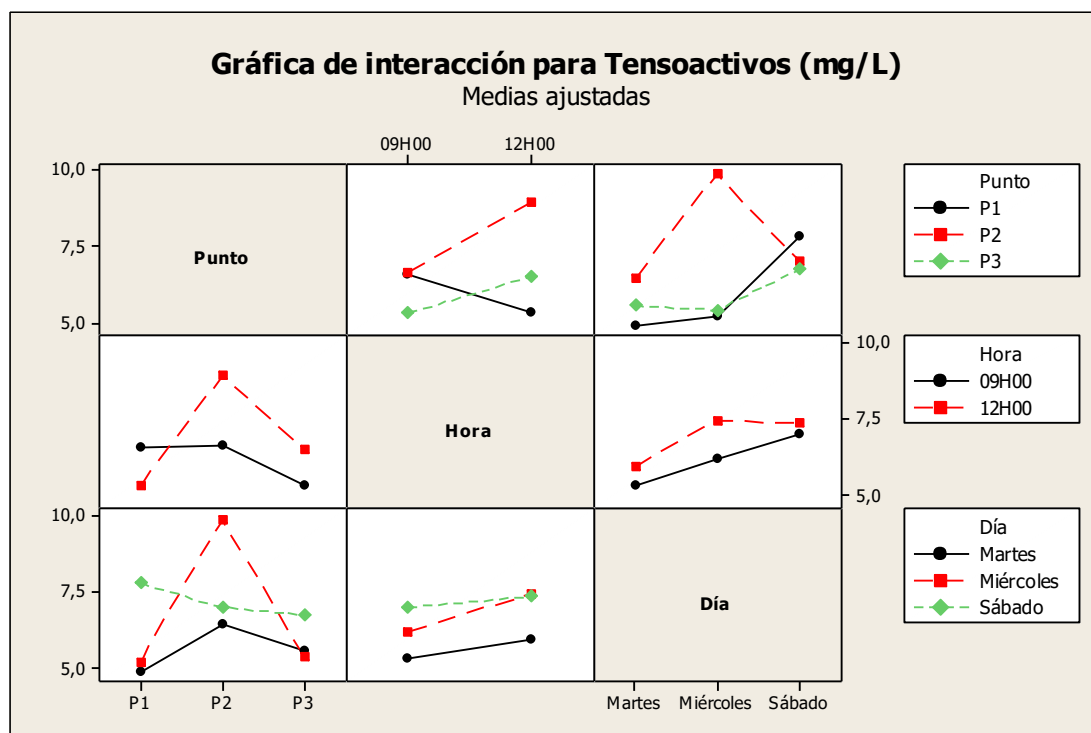 Gráfica de interacción para Tensoactivos (mg/L)
Medias ajustadas
09H00 12H00
10,0
7,5
5,0
Punto
Punto
P1
P2
P3
Hora
10,0
7,5
5,0
Hora
09H00
12H00
10,0
7,5
5,0
Día
Día
Martes
Miércoles
Sábado
P1 P2 P3
Martes Miércoles Sábado